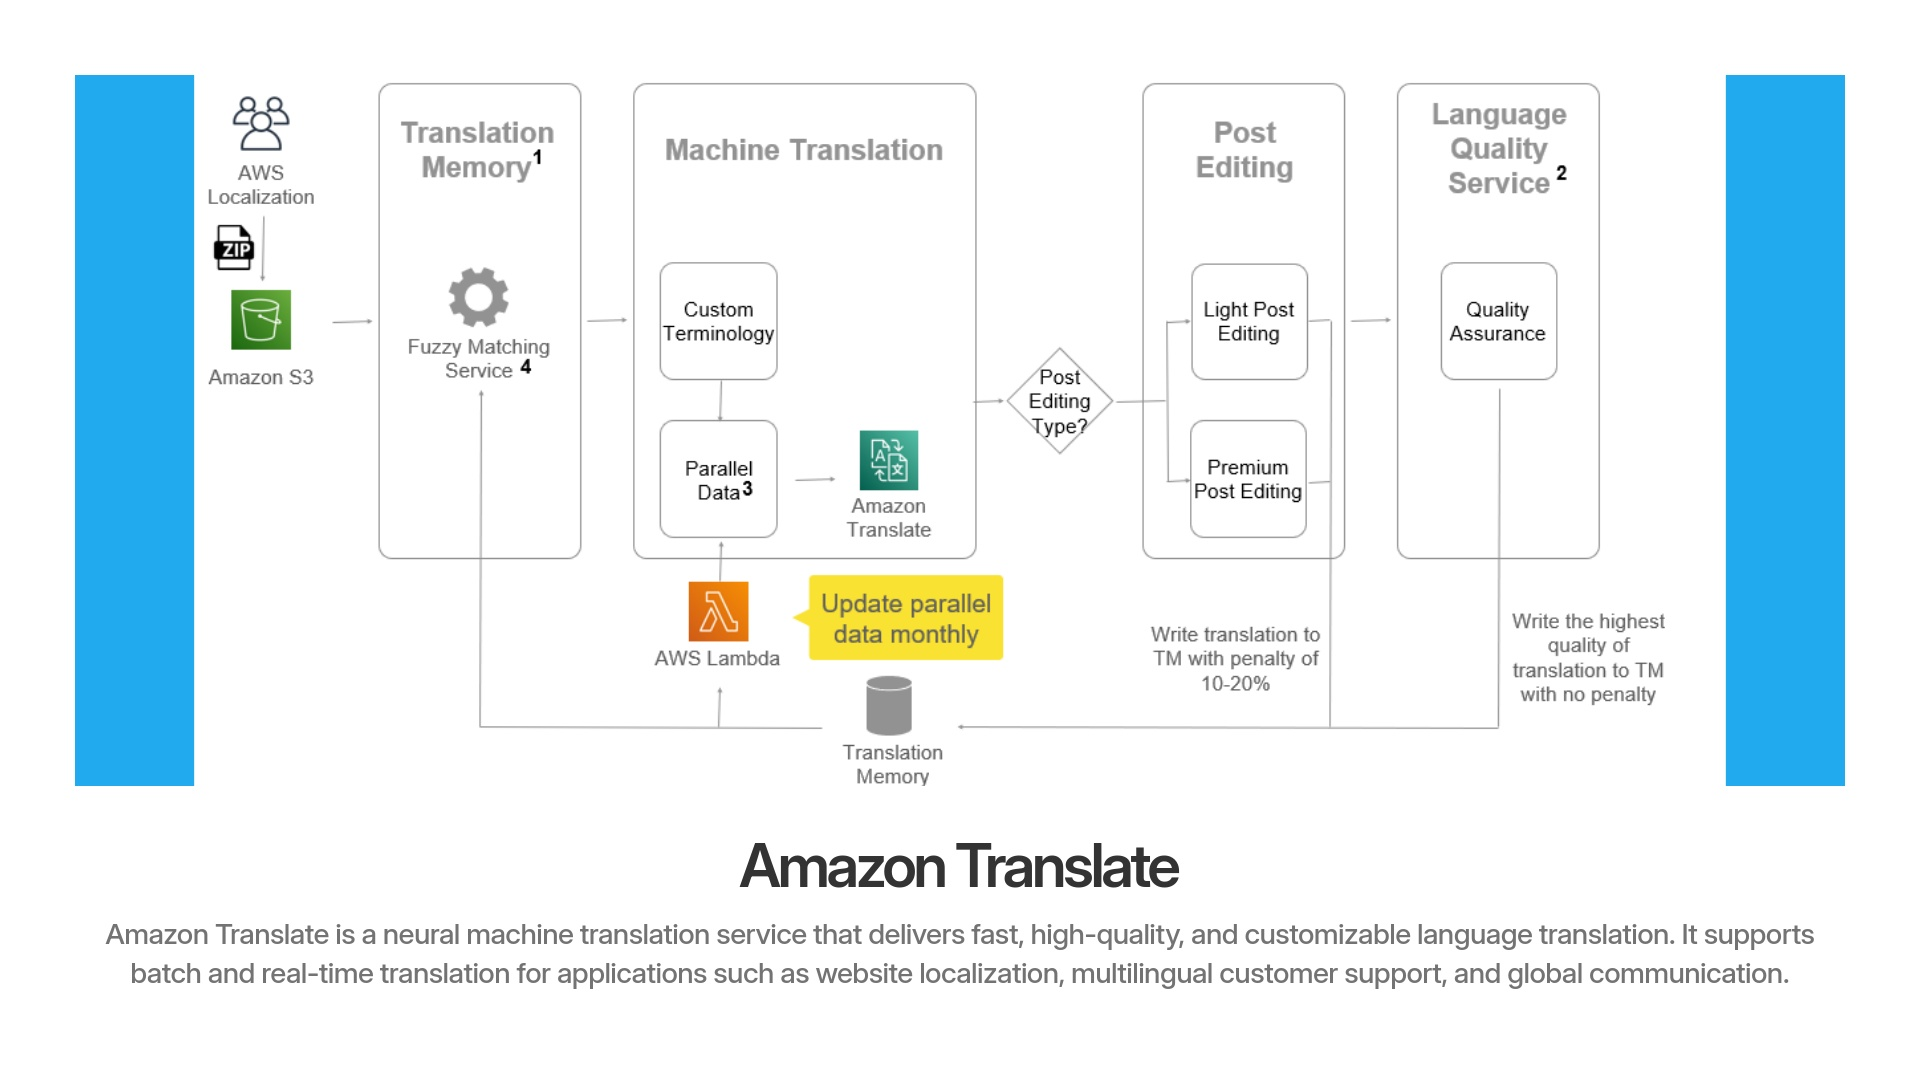 AWS
Localization
ZIP
Amazon S3
Translation
Memory1
Fuzzy Matching
Service 4
Machine Translation
Custom
Terminology
Parallel
Data3
Amazon
Translate
AWS Lambda
Update parallel
data monthly
Translation
Memory
Post
Editing
Type?
Post
Editing
Light Post
Editing
Premium
Post Editing
Write translation to
TM with penalty of
10-20%
Language
Quality
Service 2
Quality
Assurance
Write the highest
quality of
translation to TM
with no penalty
Amazon Translate
Amazon Translate is a neural machine translation service that delivers fast, high-quality, and customizable language translation. It supports
batch and real-time translation for applications such as website localization, multilingual customer support, and global communication.